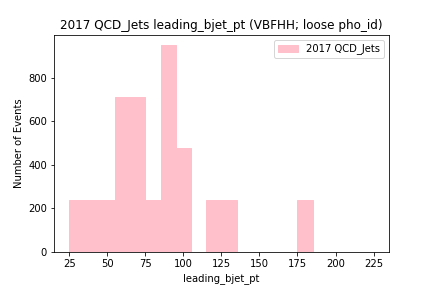 2017 QCD_Jets leading_bjet_pt (VBFHH; loose pho_id)
2017 QCD_Jets
Number of Events
800
600
400
200
0
25 50 75 100 125 150 175 200 225
leading_bjet_pt